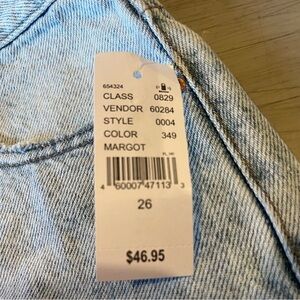 654324
CLASS 0829
VENDOR 60284
STYLE 0004
COLOR 349
MARGOT
4 60007 47113 3
26
$46.95